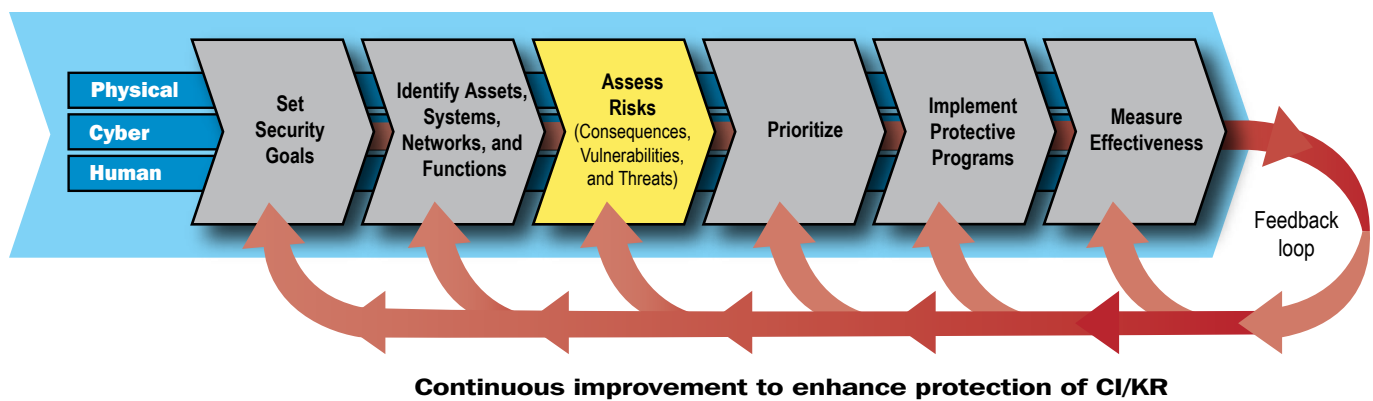 Physical
Cyber
Human
Set
Security
Goals
Identify Assets,
Systems,
Networks, and
Functions
Assess
Risks
(Consequences,
Vulnerabilities,
and Threats)
Prioritize
Implement
Protective
Programs
Measure
Effectiveness
Feedback
loop
Continuous improvement to enhance protection of CI/KR